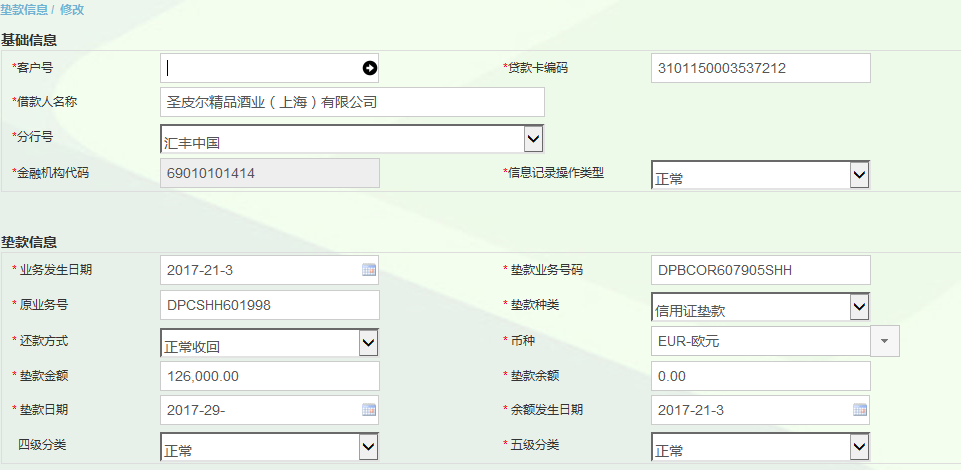 垫款信息 / 修改
基础信息
*客户号
*贷款卡编码 3101150003537212
*借款人名称 圣皮尔精品酒业(上海)有限公司
*分行号 汇丰中国
*金融机构代码 69010101414 *信息记录操作类型 正常
垫款信息
* 业务发生日期 2017-21-3 * 垫款业务号码 DPBCOR607905SHH
* 原业务号 DPCSHH601998 * 垫款种类 信用证垫款
* 还款方式 正常收回 * 币种 EUR-欧元
* 垫款金额 126,000.00 * 垫款余额 0.00
* 垫款日期 2017-29- * 余额发生日期 2017-21-3
四级分类 正常 * 五级分类 正常